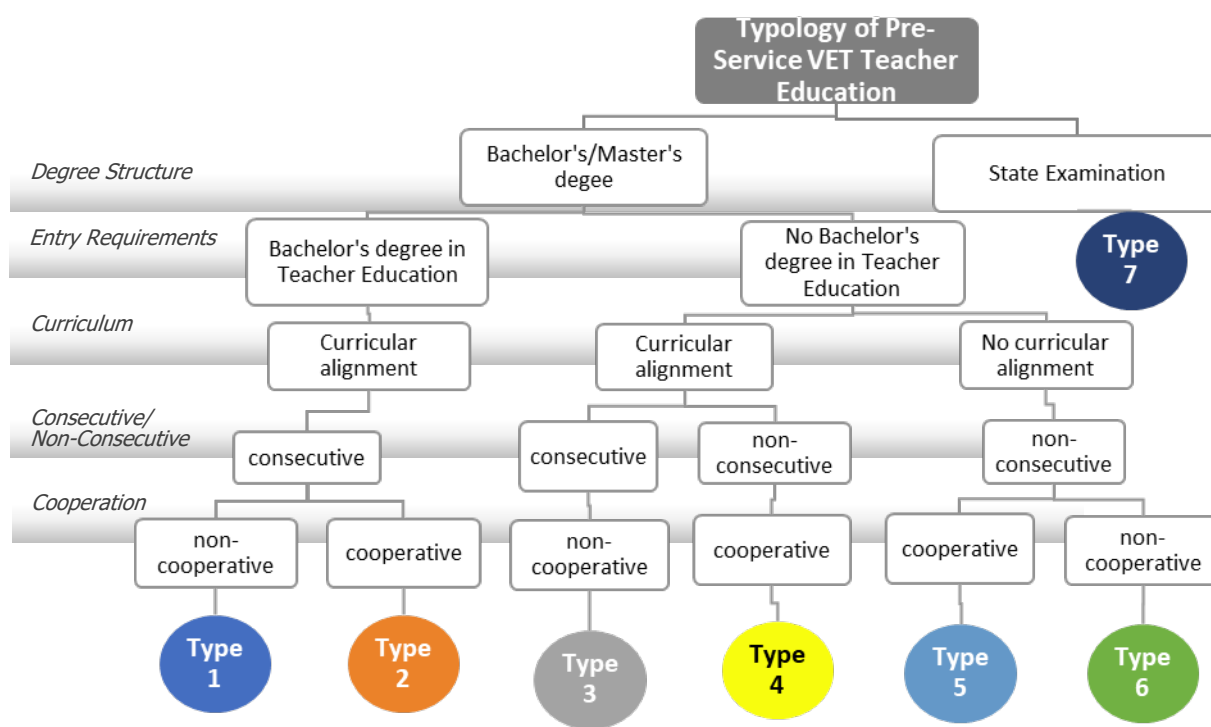 Typology of Pre-
Service VET Teacher
Education
Bachelor's/Master's
degee
State Examination
Degree Structure
Entry Requirements
Bachelor's degree in
Teacher Education
No Bachelor's
degree in Teacher
Education
Type
7
Curriculum
Curricular
alignment
Curricular
alignment
No curricular
alignment
Consecutive/
Non-Consecutive
consecutive
consecutive
non-
consecutive
non-
consecutive
Cooperation
non-
cooperative
cooperative
non-
cooperative
cooperative
cooperative
non-
cooperative
Type
1
Type
2
Type
3
Type
4
Type
5
Type
6